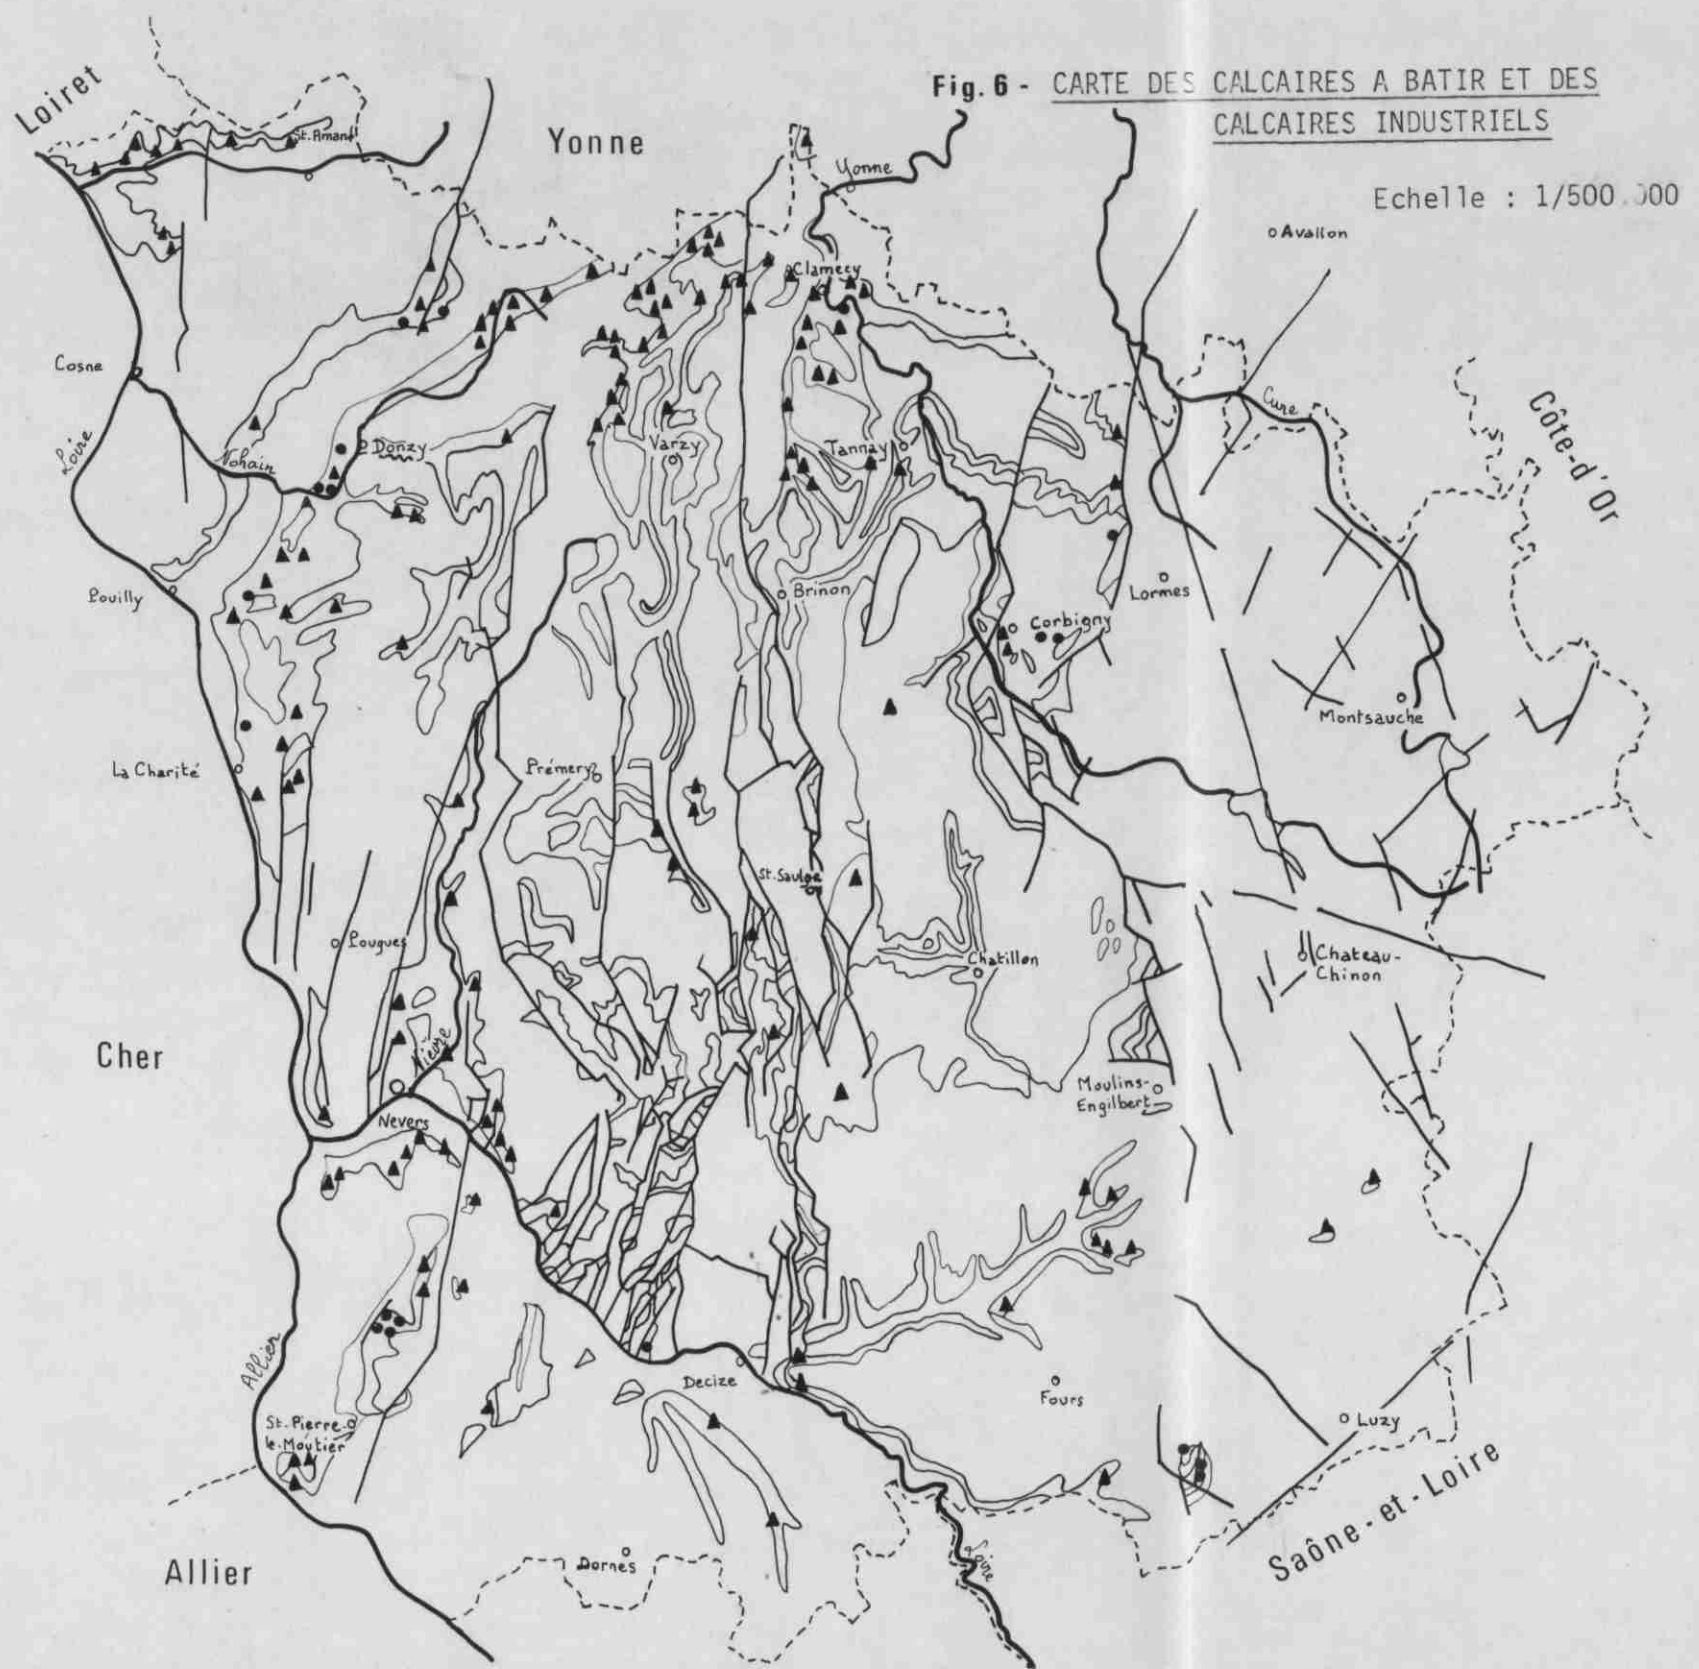 Fig. 6 - CARTE DES CALCAIRES A BATIR ET DES
CALCAIRES INDUSTRIELS
Echelle : 1/500.000
Loiret
Yonne
St. Amand
Yonne
Avallon
Clamecy
Cosne
Cure
Côte-d'Or
Loire
Nohain
Donzy
Varzy
Tannay
Pouilly
Brinon
Lormes
Corbigny
Montsauche
La Charité
Prémery
St. Saulge
Pougues
Chatillon
Chateau-
Chinon
Cher
Nièvre
Moulins-
Engilbert
Nevers
Allier
Decize
Fours
St. Pierre-
le-Moutier
Luzy
Saône-et-Loire
Allier
Dornes
Loire